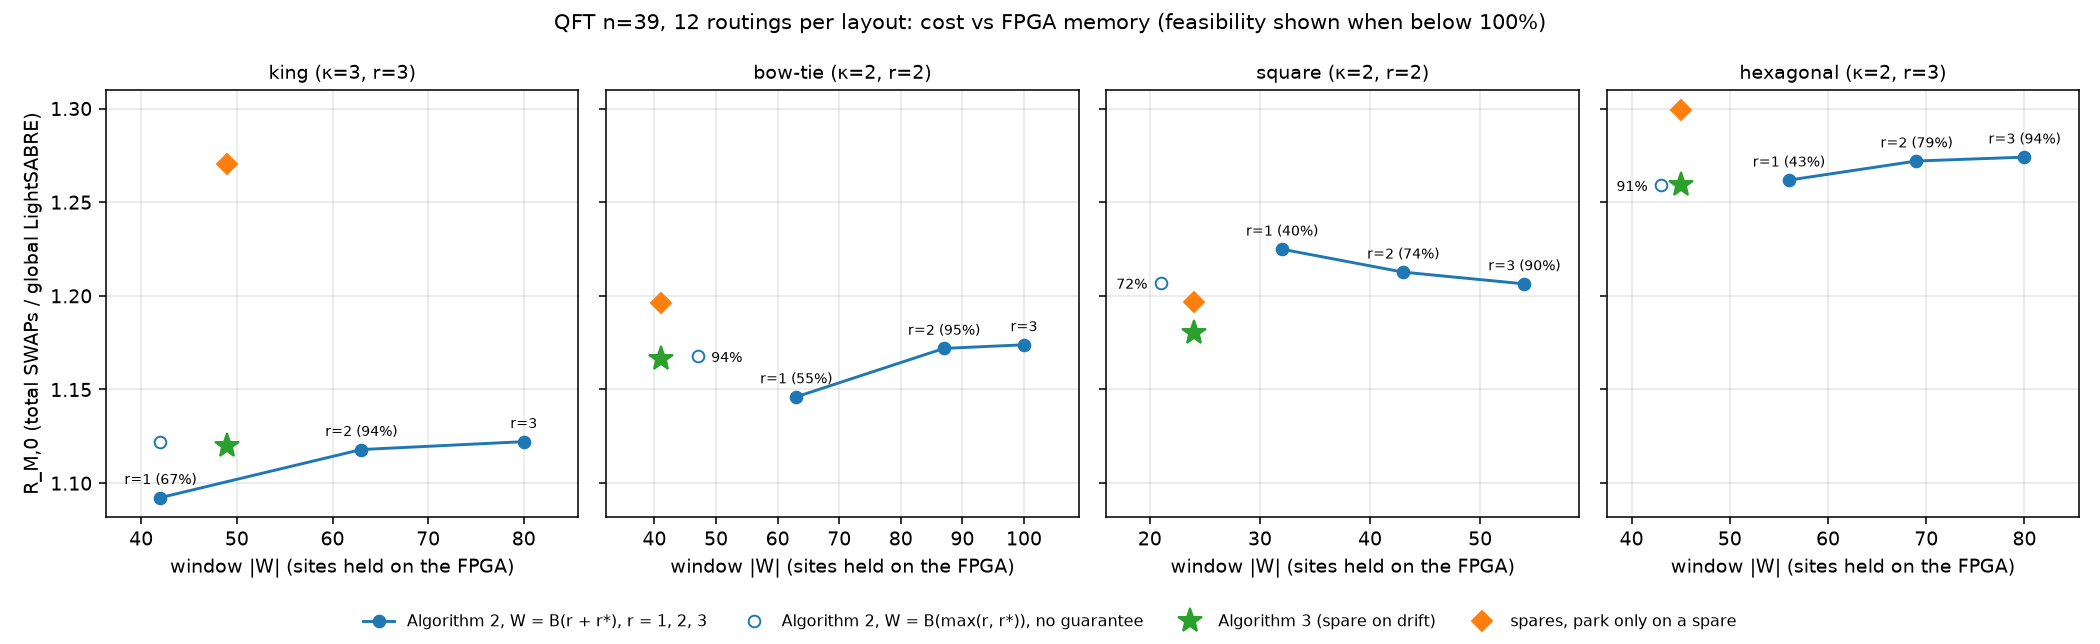 QFT n=39, 12 routings per layout: cost vs FPGA memory (feasibility shown when below 100%)
king (κ=3, r=3)
bow-tie (κ=2, r=2)
square (κ=2, r=2)
hexagonal (κ=2, r=3)
R_M,0 (total SWAPs / global LightSABRE)
1.30
1.25
1.20
1.15
1.10
r=1 (67%)
r=2 (94%)
r=3
94%
r=1 (55%)
r=2 (95%)
r=3
72%
r=1 (40%)
r=2 (74%)
r=3 (90%)
91%
r=1 (43%)
r=2 (79%)
r=3 (94%)
40 50 60 70 80
40 50 60 70 80 90 100
20 30 40 50
40 50 60 70 80
window |W| (sites held on the FPGA)
window |W| (sites held on the FPGA)
window |W| (sites held on the FPGA)
window |W| (sites held on the FPGA)
Algorithm 2, W = B(r + r*), r = 1, 2, 3
Algorithm 2, W = B(max(r, r*)), no guarantee
Algorithm 3 (spare on drift)
spares, park only on a spare